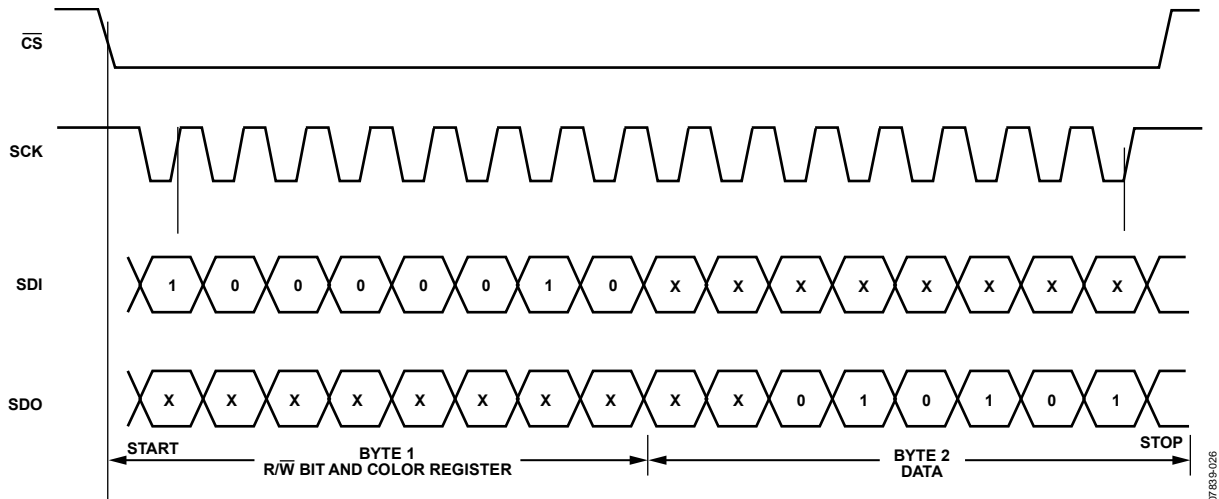 CS
SCK
SDI 1 0 0 0 0 0 1 0 X X X X X X X X
SDO X X X X X X X X X X 0 1 0 1 0 1
START BYTE 1 BYTE 2 STOP
R/W BIT AND COLOR REGISTER DATA
07839-026